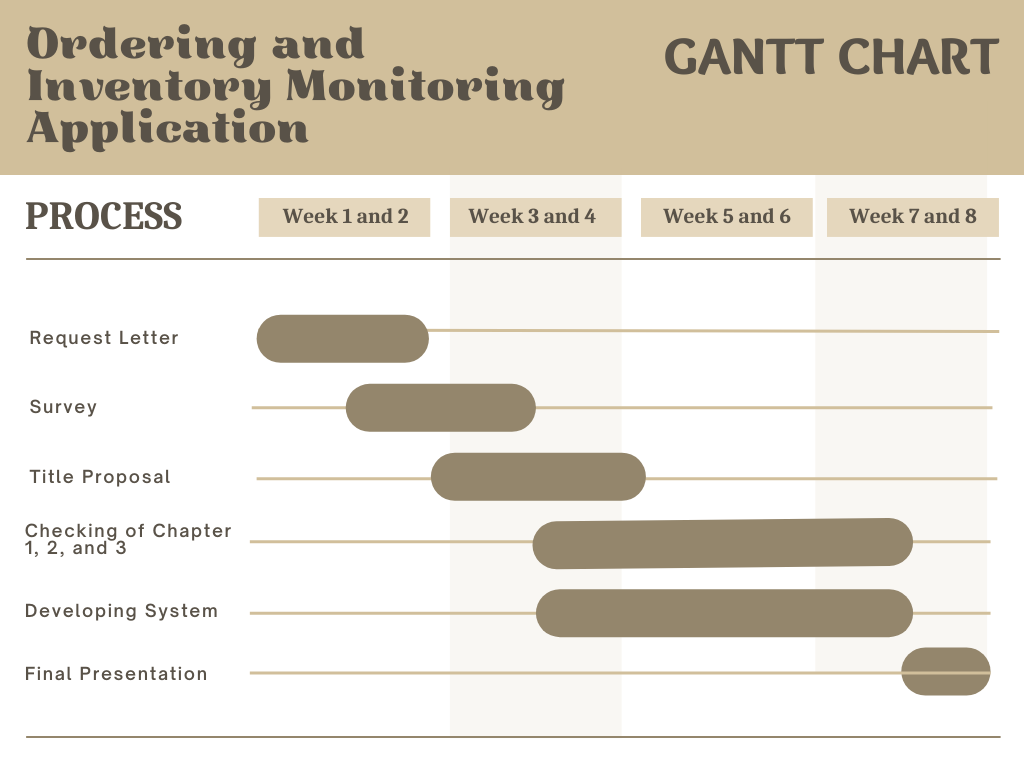 Ordering and
Inventory Monitoring
Application
GANTT CHART
PROCESS
Week 1 and 2
Week 3 and 4
Week 5 and 6
Week 7 and 8
Request Letter
Survey
Title Proposal
Checking of Chapter
1, 2, and 3
Developing System
Final Presentation